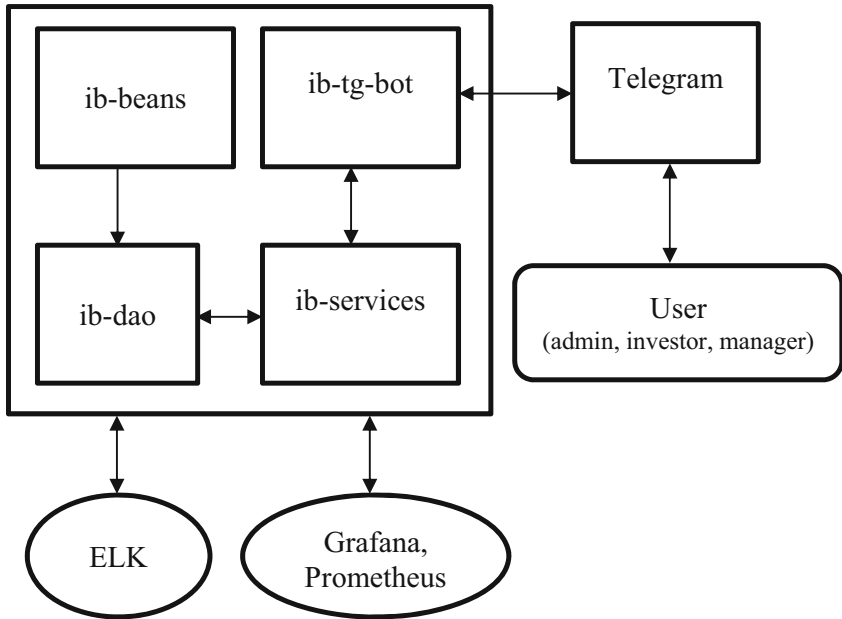 ib-beans
ib-tg-bot
Telegram
ib-dao
ib-services
User
(admin, investor, manager)
ELK
Grafana,
Prometheus